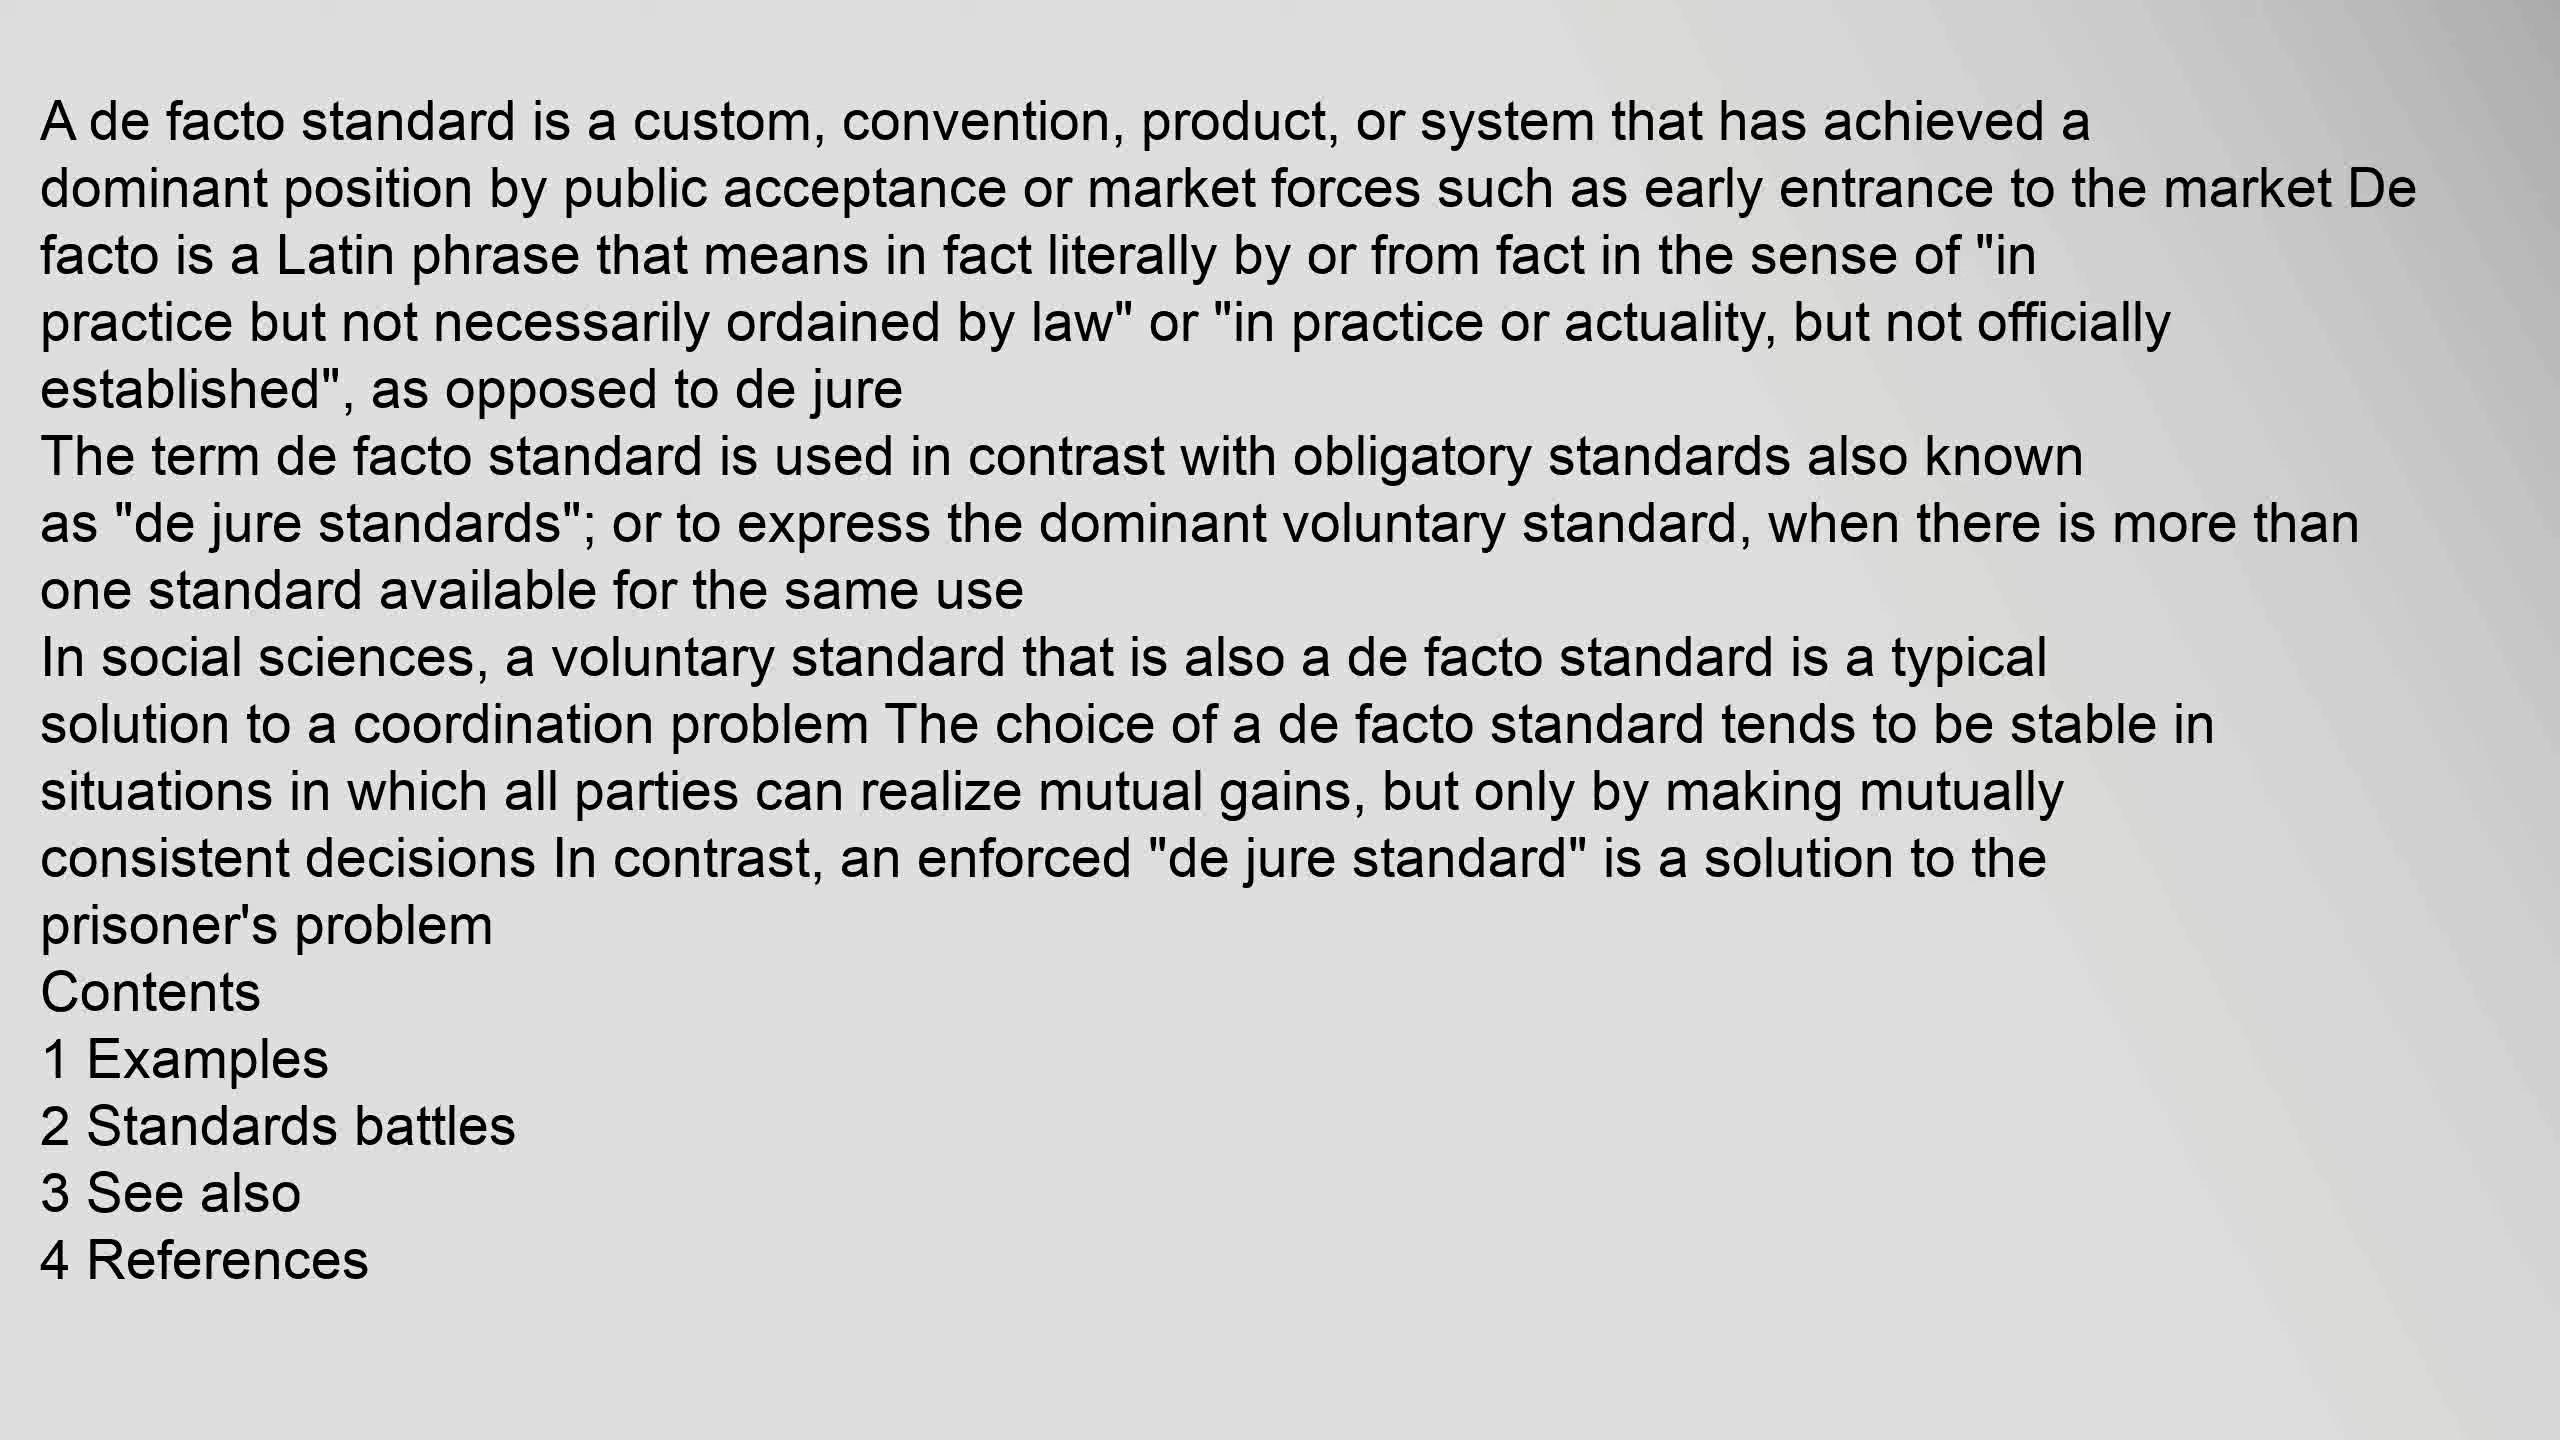 A de facto standard is a custom, convention, product, or system that has achieved a
dominant position by public acceptance or market forces such as early entrance to the market De
facto is a Latin phrase that means in fact literally by or from fact in the sense of "in
practice but not necessarily ordained by law" or "in practice or actuality, but not officially
established", as opposed to de jure
The term de facto standard is used in contrast with obligatory standards also known
as "de jure standards"; or to express the dominant voluntary standard, when there is more than
one standard available for the same use
In social sciences, a voluntary standard that is also a de facto standard is a typical
solution to a coordination problem The choice of a de facto standard tends to be stable in
situations in which all parties can realize mutual gains, but only by making mutually
consistent decisions In contrast, an enforced "de jure standard" is a solution to the
prisoner's problem
Contents
1 Examples
2 Standards battles
3 See also
4 References